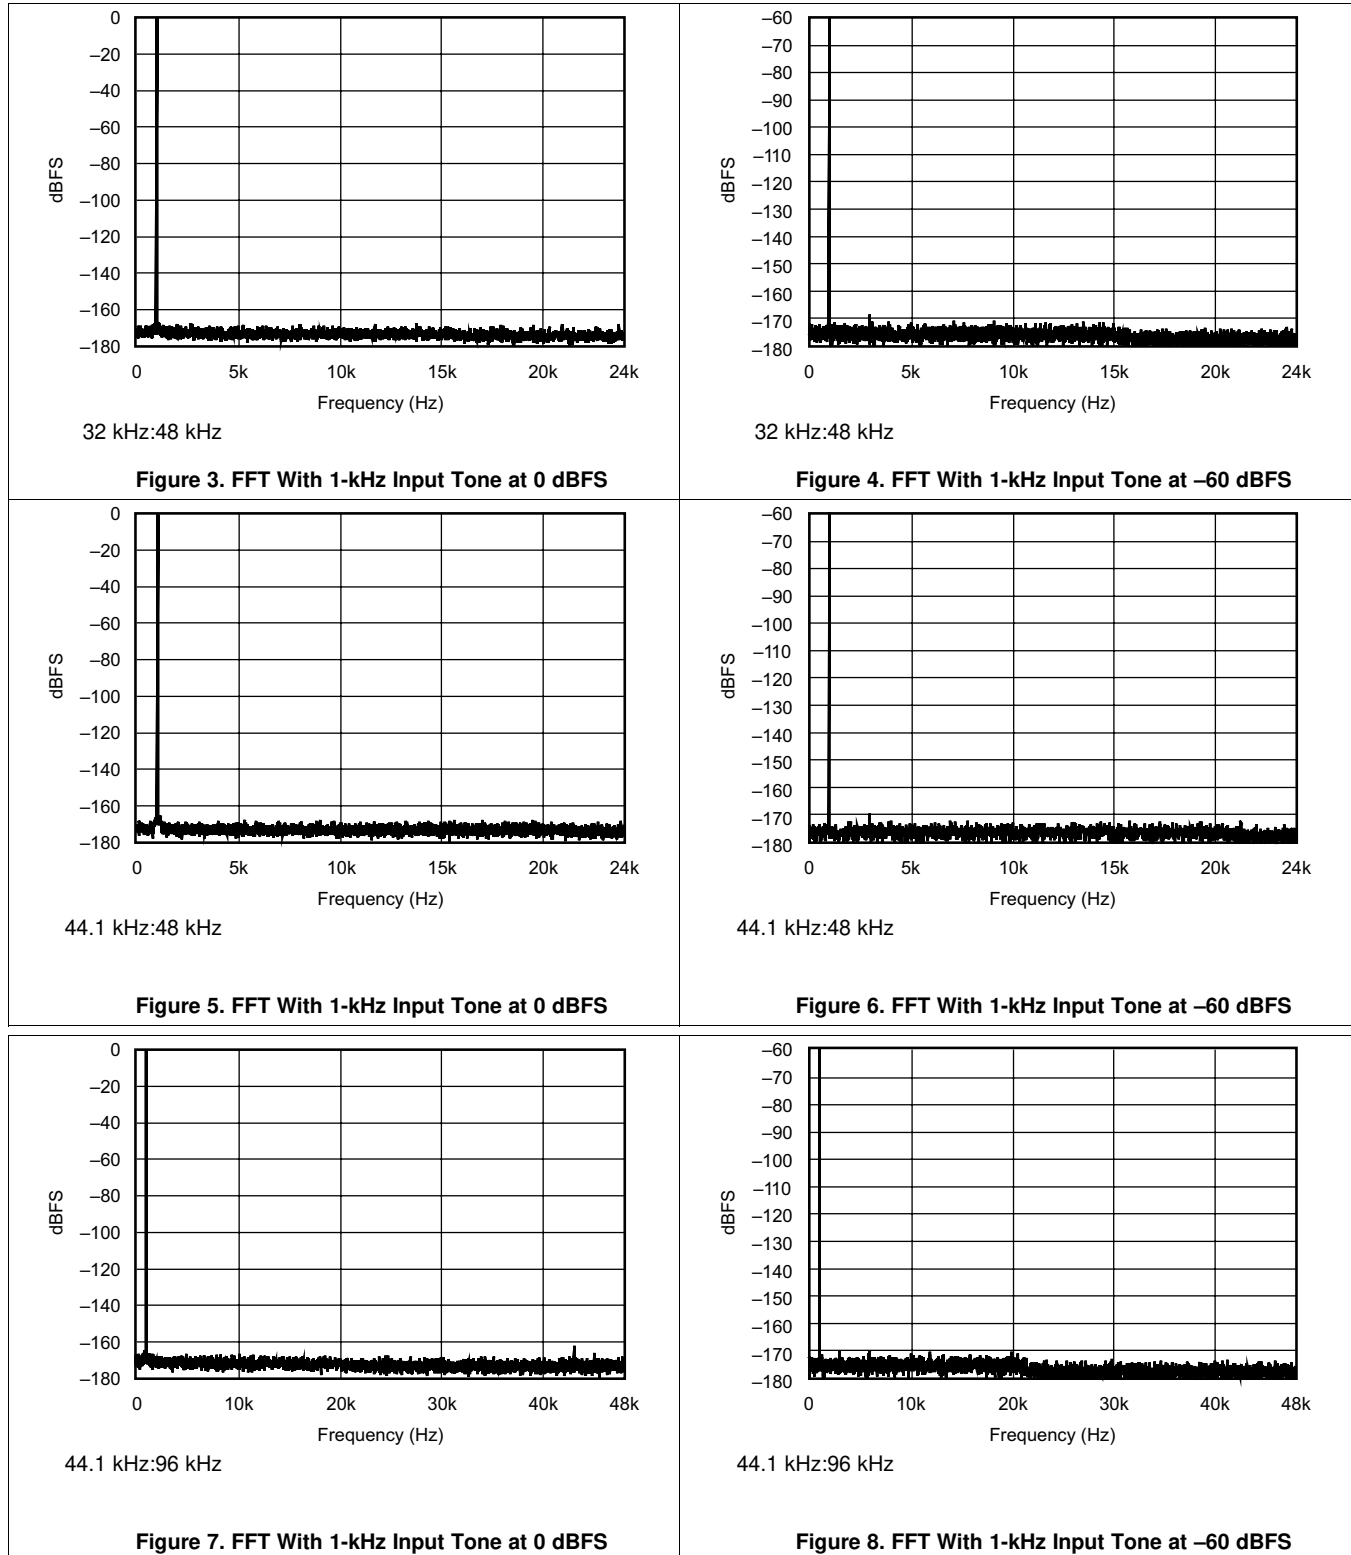 0
–20
–40
–60
–80
–100
–120
–140
–160
–180
dBFS
0 5k 10k 15k 20k 24k
Frequency (Hz)
32 kHz:48 kHz
Figure 3. FFT With 1-kHz Input Tone at 0 dBFS
–60
–70
–80
–90
–100
–110
–120
–130
–140
–150
–160
–170
–180
dBFS
0 5k 10k 15k 20k 24k
Frequency (Hz)
32 kHz:48 kHz
Figure 4. FFT With 1-kHz Input Tone at –60 dBFS
0
–20
–40
–60
–80
–100
–120
–140
–160
–180
dBFS
0 5k 10k 15k 20k 24k
Frequency (Hz)
44.1 kHz:48 kHz
Figure 5. FFT With 1-kHz Input Tone at 0 dBFS
–60
–70
–80
–90
–100
–110
–120
–130
–140
–150
–160
–170
–180
dBFS
0 5k 10k 15k 20k 24k
Frequency (Hz)
44.1 kHz:48 kHz
Figure 6. FFT With 1-kHz Input Tone at –60 dBFS
0
–20
–40
–60
–80
–100
–120
–140
–160
–180
dBFS
0 10k 20k 30k 40k 48k
Frequency (Hz)
44.1 kHz:96 kHz
Figure 7. FFT With 1-kHz Input Tone at 0 dBFS
–60
–70
–80
–90
–100
–110
–120
–130
–140
–150
–160
–170
–180
dBFS
0 10k 20k 30k 40k 48k
Frequency (Hz)
44.1 kHz:96 kHz
Figure 8. FFT With 1-kHz Input Tone at –60 dBFS